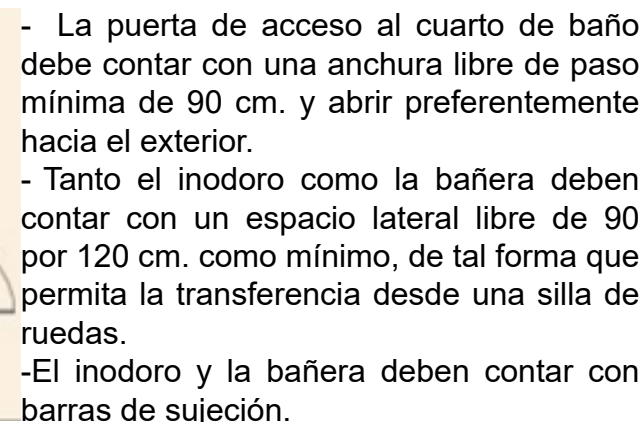 - La puerta de acceso al cuarto de baño
debe contar con una anchura libre de paso
mínima de 90 cm. y abrir preferentemente
hacia el exterior.
- Tanto el inodoro como la bañera deben
contar con un espacio lateral libre de 90
por 120 cm. como mínimo, de tal forma que
permita la transferencia desde una silla de
ruedas.
-El inodoro y la bañera deben contar con
barras de sujeción.